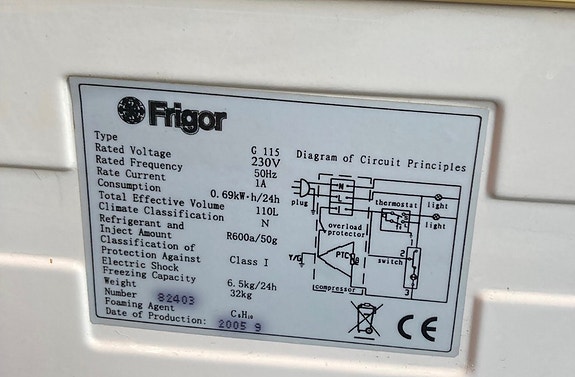 Frigor
Type G 115
Rated Voltage 230V
Rated Frequency 50Hz
Rate Current 1A
Consumption 0.69kW·h/24h
Total Effective Volume 110L
Climate Classification N
Refrigerant and
Inject Amount R600a/50g
Classification of
Protection Against Class I
Electric Shock
Freezing Capacity 6.5kg/24h
Weight 32kg
Number 82403
Foaming Agent C₅H₁₀
Date of Production: 2005 9
Diagram of Circuit Principles
plug
N
L
thermostat
light
light
overload
protector
1
PTC
Y/G
2
switch
3
compressor
CE